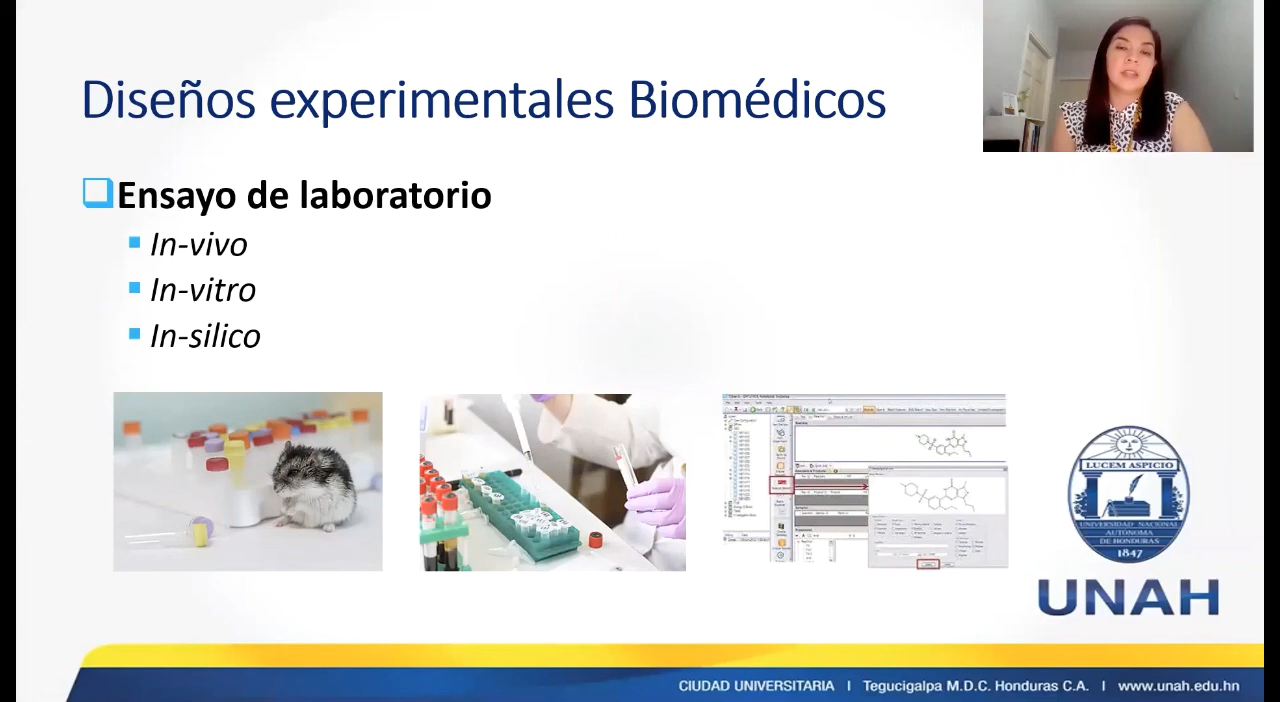 Diseños experimentales Biomédicos
Ensayo de laboratorio
In-vivo
In-vitro
In-silico
LUCEM ASPICIO
UNIVERSIDAD NACIONAL
AUTÓNOMA
DE HONDURAS
1847
UNAH
CIUDAD UNIVERSITARIA I Tegucigalpa M.D.C. Honduras C.A. I www.unah.edu.hn